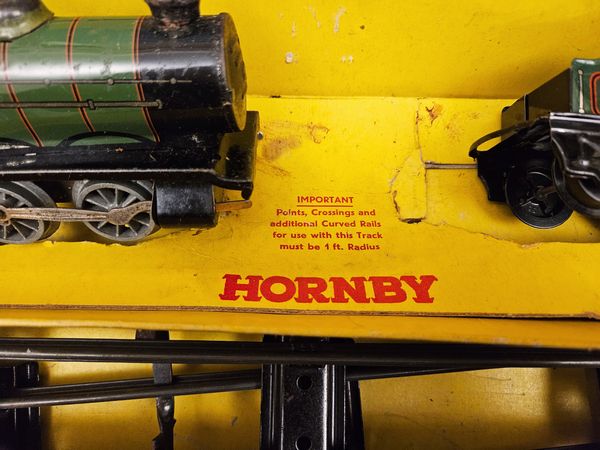 IMPORTANT
Points, Crossings and
additional Curved Rails
for use with this Track
must be 1 ft. Radius
HORNBY